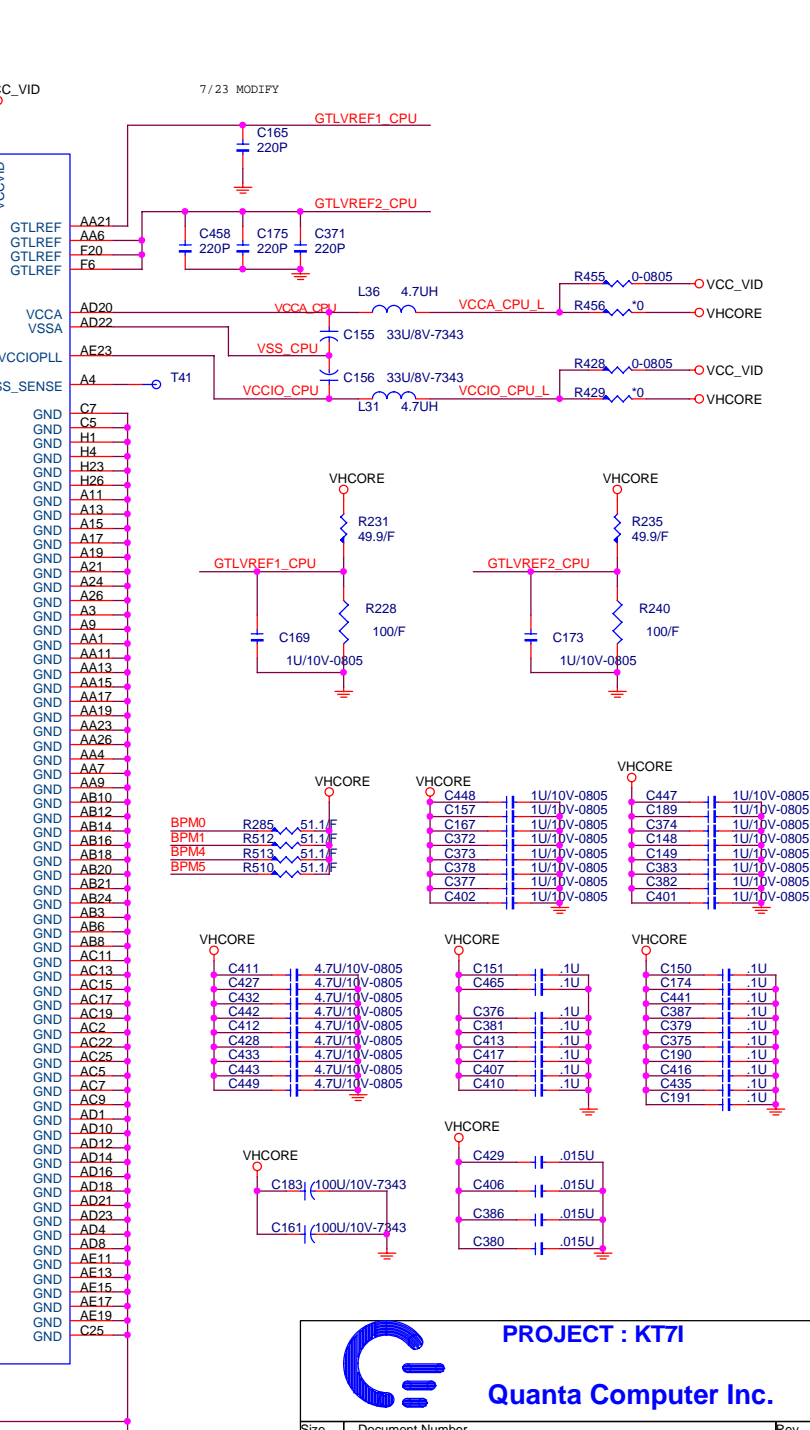 C_VID
7/23 MODIFY
GTLVREF1_CPU
C165
220P
VCCVID
GTLVREF2_CPU
GTLREF AA21
GTLREF AA6
GTLREF F20
GTLREF F6
C458 C175 C371
220P 220P 220P
R455 0-0805 VCC_VID
L36 4.7UH
VCCA AD20 VCCA_CPU VCCA_CPU_L R456 *0 VHCORE
VSSA AD22
C155 33U/8V-7343
VCCIOPLL AE23 VSS_CPU
R428 0-0805 VCC_VID
SS_SENSE A4 T41 C156 33U/8V-7343
VCCIO_CPU VCCIO_CPU_L R429 *0 VHCORE
L31 4.7UH
GND C7
GND C5
GND H1
GND H4
GND H23
GND H26
GND A11
GND A13
GND A15
GND A17
GND A19
GND A21
GND A24
GND A26
GND A3
GND A9
GND AA1
GND AA11
GND AA13
GND AA15
GND AA17
GND AA19
GND AA23
GND AA26
GND AA4
GND AA7
GND AA9
GND AB10
GND AB12
GND AB14
GND AB16
GND AB18
GND AB20
GND AB21
GND AB24
GND AB3
GND AB6
GND AB8
GND AC11
GND AC13
GND AC15
GND AC17
GND AC19
GND AC2
GND AC22
GND AC25
GND AC5
GND AC7
GND AC9
GND AD1
GND AD10
GND AD12
GND AD14
GND AD16
GND AD18
GND AD21
GND AD23
GND AD4
GND AD8
GND AE11
GND AE13
GND AE15
GND AE17
GND AE19
GND C25
VHCORE
R231
49.9/F
GTLVREF1_CPU
R228
100/F
C169
1U/10V-0805
VHCORE
R235
49.9/F
GTLVREF2_CPU
R240
100/F
C173
1U/10V-0805
VHCORE
BPM0 R285 51.1/F
BPM1 R512 51.1/F
BPM4 R513 51.1/F
BPM5 R510 51.1/F
VHCORE
C448 1U/10V-0805
C157 1U/10V-0805
C167 1U/10V-0805
C372 1U/10V-0805
C373 1U/10V-0805
C378 1U/10V-0805
C377 1U/10V-0805
C402 1U/10V-0805
VHCORE
C447 1U/10V-0805
C189 1U/10V-0805
C374 1U/10V-0805
C148 1U/10V-0805
C149 1U/10V-0805
C383 1U/10V-0805
C382 1U/10V-0805
C401 1U/10V-0805
VHCORE
C411 4.7U/10V-0805
C427 4.7U/10V-0805
C432 4.7U/10V-0805
C442 4.7U/10V-0805
C412 4.7U/10V-0805
C428 4.7U/10V-0805
C433 4.7U/10V-0805
C443 4.7U/10V-0805
C449 4.7U/10V-0805
VHCORE
C151 .1U
C465 .1U
C376 .1U
C381 .1U
C413 .1U
C417 .1U
C407 .1U
C410 .1U
VHCORE
C150 .1U
C174 .1U
C441 .1U
C387 .1U
C379 .1U
C375 .1U
C190 .1U
C416 .1U
C435 .1U
C191 .1U
VHCORE
C183 100U/10V-7343
C161 100U/10V-7343
VHCORE
C429 .015U
C406 .015U
C386 .015U
C380 .015U
PROJECT : KT7I
Quanta Computer Inc.
Size Document Number Rev